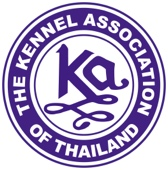 THE KENNEL ASSOCIATION
Ka
OF THAILAND